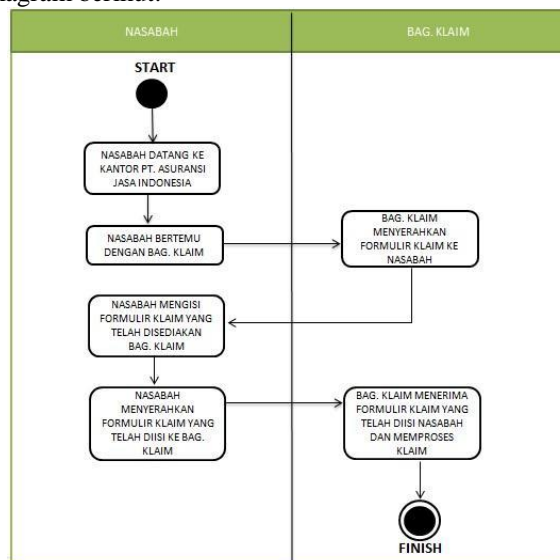 NASABAH
BAG. KLAIM
START
NASABAH DATANG KE
KANTOR PT. ASURANSI
JASA INDONESIA
NASABAH BERTEMU
DENGAN BAG. KLAIM
BAG. KLAIM
MENYERAHKAN
FORMULIR KLAIM KE
NASABAH
NASABAH MENGISI
FORMULIR KLAIM YANG
TELAH DISEDIAKAN
BAG. KLAIM
NASABAH
MENYERAHKAN
FORMULIR KLAIM YANG
TELAH DIISI KE BAG.
KLAIM
BAG. KLAIM MENERIMA
FORMULIR KLAIM YANG
TELAH DIISI NASABAH
DAN MEMPROSES
KLAIM
FINISH